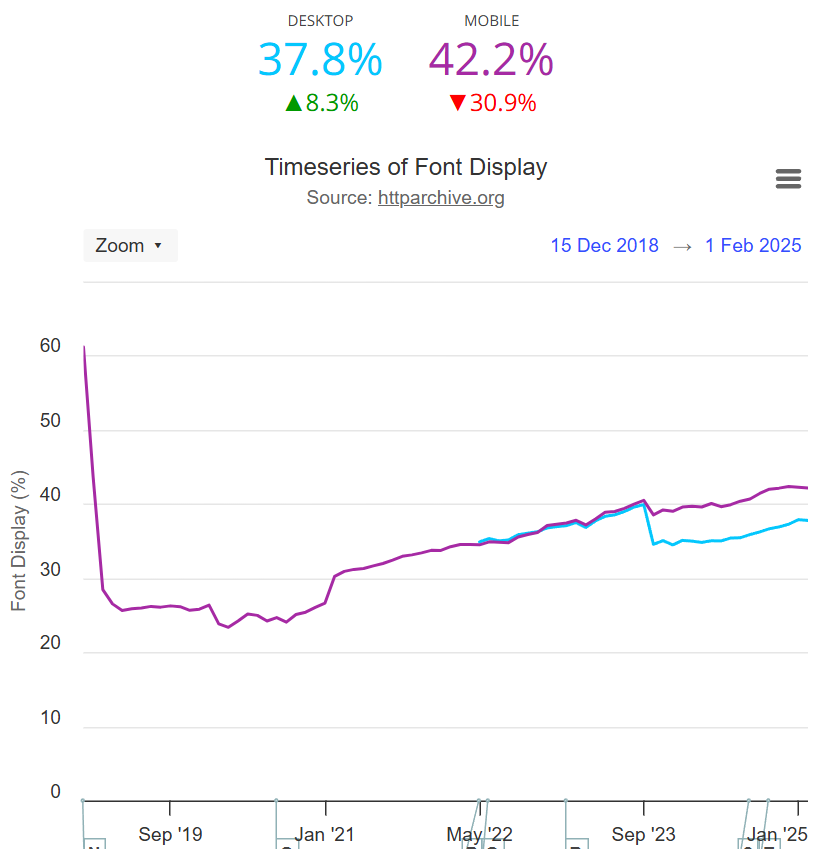 DESKTOP MOBILE
37.8% 42.2%
▲8.3% ▼30.9%
Timeseries of Font Display
Source: httparchive.org
Zoom ▼ 15 Dec 2018 → 1 Feb 2025
60
50
40
30
20
10
0
Font Display (%)
Sep '19 Jan '21 May '22 Sep '23 Jan '25